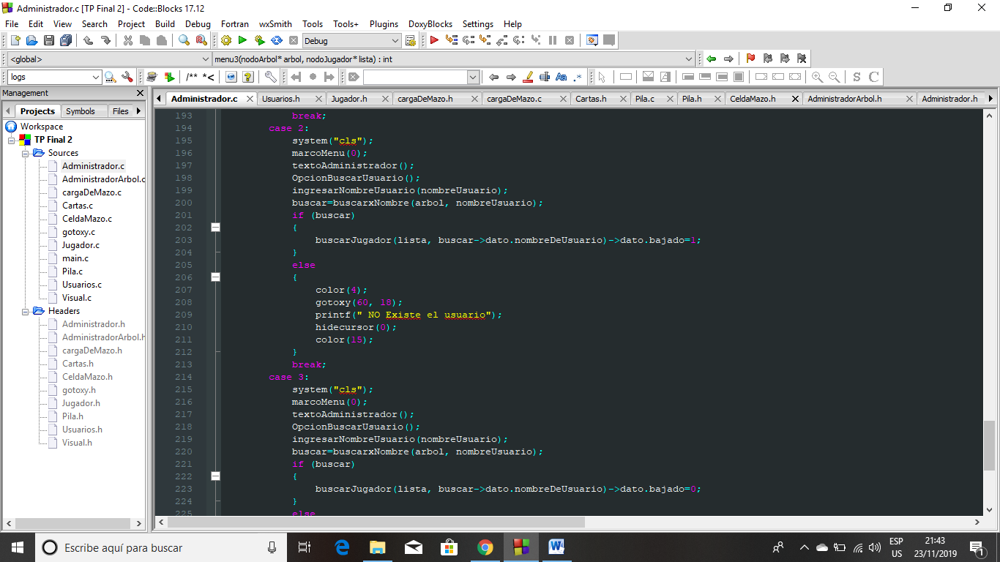 Administrador.c [TP Final 2] - Code::Blocks 17.12
File Edit View Search Project Build Debug Fortran wxSmith Tools Tools+ Plugins DoxyBlocks Settings Help
Debug
<global> menu3(nodoArbol* arbol, nodoJugador* lista) : int
logs /** *< Aa .* S C
Management Administrador.c Usuarios.h Jugador.h cargaDeMazo.h cargaDeMazo.c Cartas.h Pila.c Pila.h CeldaMazo.h AdministradorArbol.h Administrador.h
Projects Symbols Files
Workspace
TP Final 2
Sources
Administrador.c
AdministradorArbol.c
cargaDeMazo.c
Cartas.c
CeldaMazo.c
gotoxy.c
Jugador.c
main.c
Pila.c
Usuarios.c
Visual.c
Headers
Administrador.h
AdministradorArbol.h
cargaDeMazo.h
Cartas.h
CeldaMazo.h
gotoxy.h
Jugador.h
Pila.h
Usuarios.h
Visual.h
193 break;
194 case 2:
195 system("cls");
196 marcoMenu(0);
197 textoAdministrador();
198 OpcionBuscarUsuario();
199 ingresarNombreUsuario(nombreUsuario);
200 buscar=buscarxNombre(arbol, nombreUsuario);
201 if (buscar)
202 {
203 buscarJugador(lista, buscar->dato.nombreDeUsuario)->dato.bajado=1;
204 }
205 else
206 {
207 color(4);
208 gotoxy(60, 18);
209 printf(" NO Existe el usuario");
210 hidecursor(0);
211 color(15);
212 }
213 break;
214 case 3:
215 system("cls");
216 marcoMenu(0);
217 textoAdministrador();
218 OpcionBuscarUsuario();
219 ingresarNombreUsuario(nombreUsuario);
220 buscar=buscarxNombre(arbol, nombreUsuario);
221 if (buscar)
222 {
223 buscarJugador(lista, buscar->dato.nombreDeUsuario)->dato.bajado=0;
224 }
225 else
Escribe aquí para buscar
ESP
US
21:43
23/11/2019
1